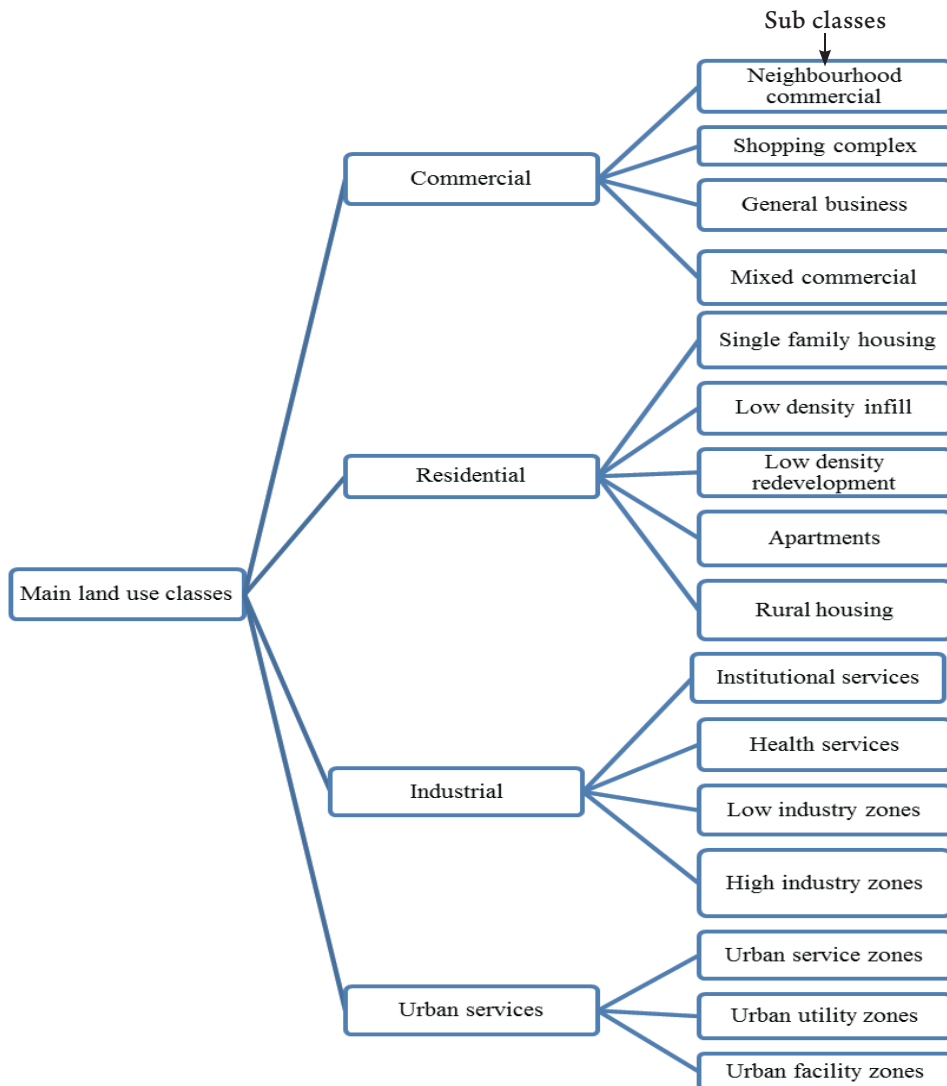 Sub classes
Neighbourhood
commercial
Shopping complex
Commercial
General business
Mixed commercial
Single family housing
Low density infill
Residential
Low density
redevelopment
Apartments
Main land use classes
Rural housing
Institutional services
Health services
Industrial
Low industry zones
High industry zones
Urban service zones
Urban services
Urban utility zones
Urban facility zones